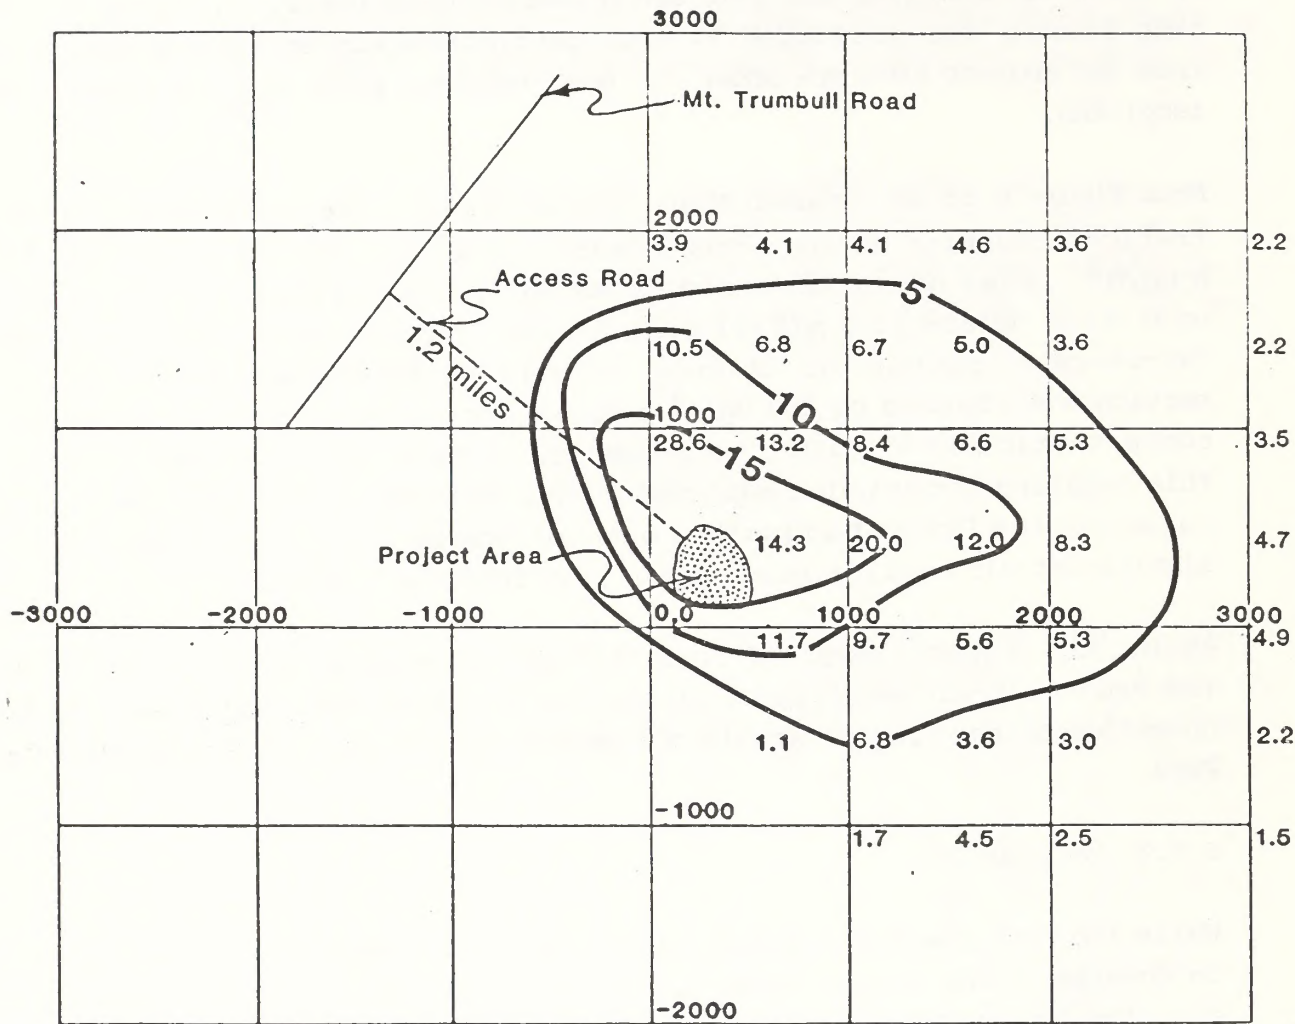 3000
Mt. Trumbull Road
2000
3.9 4.1 4.1 4.6 3.6 2.2
Access Road
5
1.2 miles
10.5 6.8 6.7 5.0 3.6 2.2
10
1000
28.6 13.2 8.4 6.6 5.3 3.5
15
Project Area
14.3 20.0 12.0 8.3 4.7
-3000 -2000 -1000 0,0 1000 2000 3000
11.7 9.7 5.6 5.3 4.9
1.1 6.8 3.6 3.0 2.2
-1000
1.7 4.5 2.5 1.5
-2000